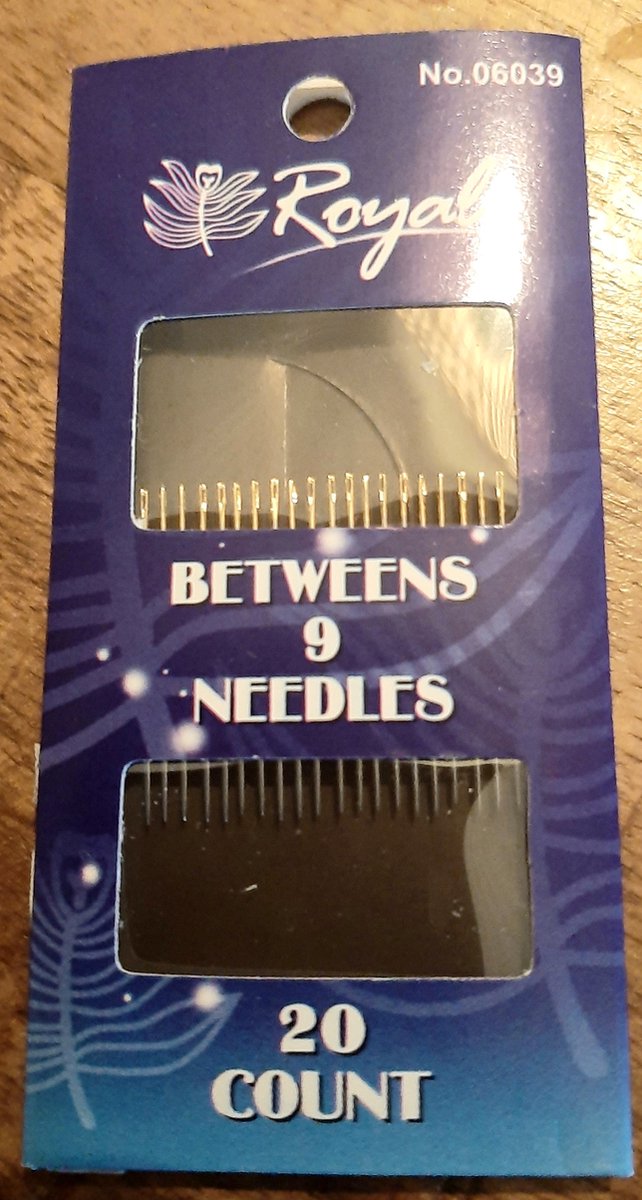 No.06039
Royal
BETWEENS
9
NEEDLES
20
COUNT